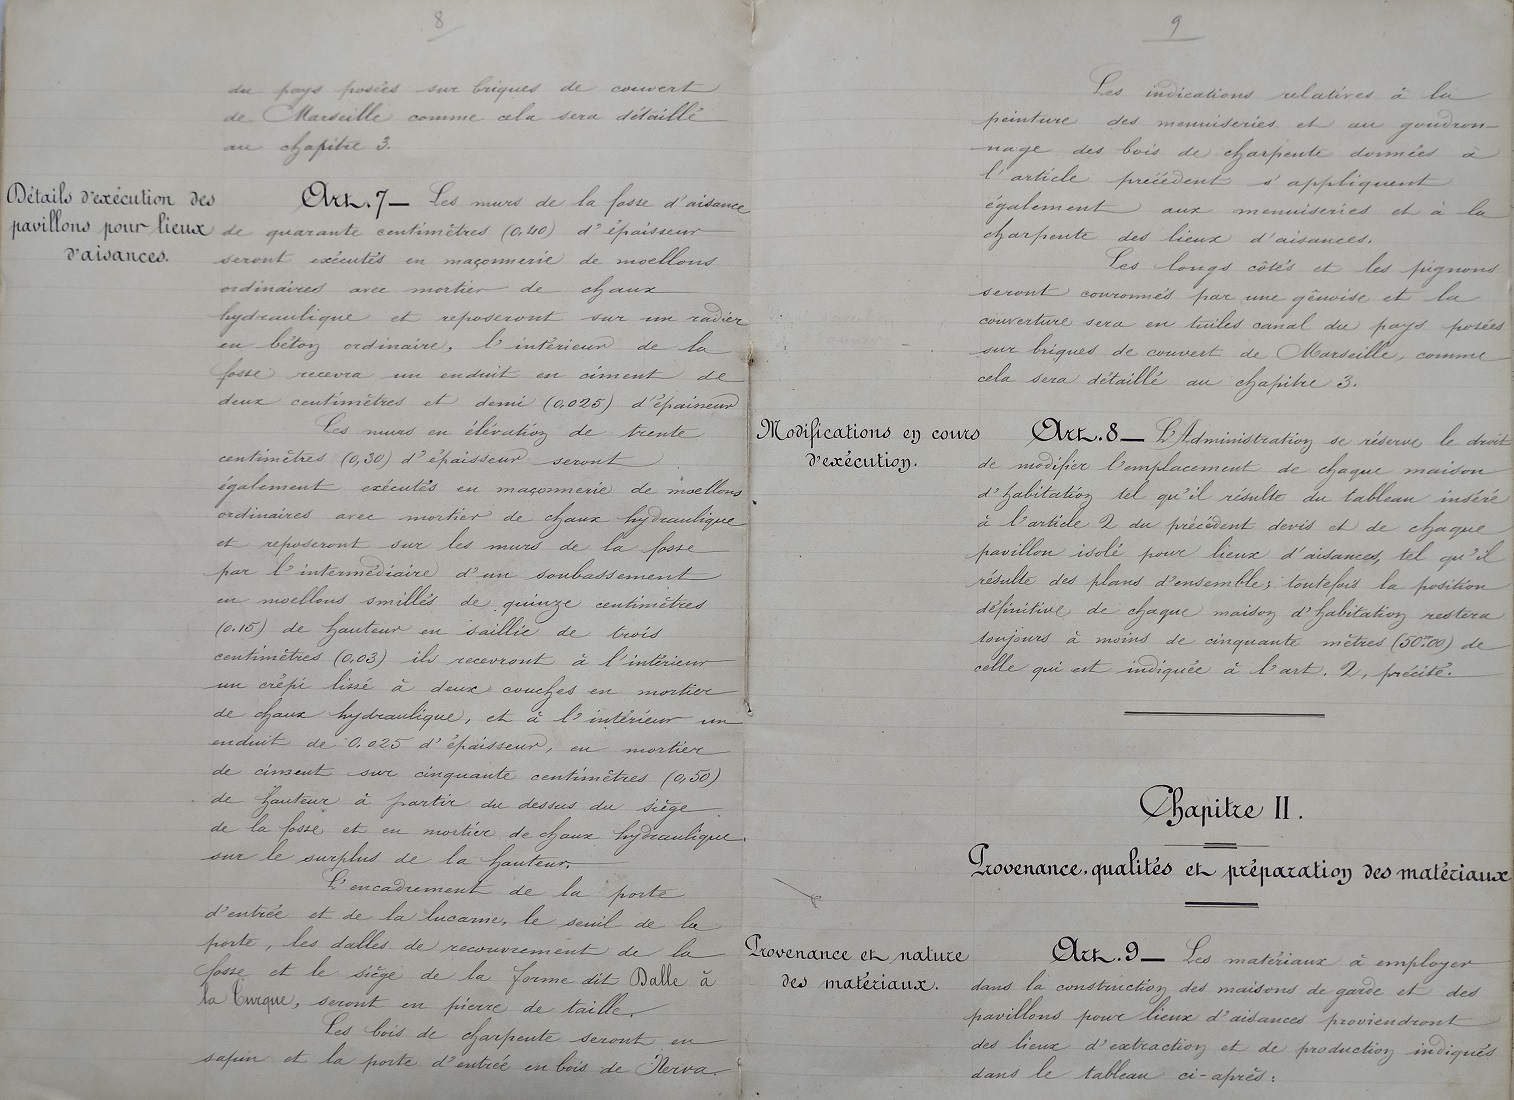 8
du pays posées sur briques de couvert
de Marseille comme cela sera détaillé
au chapitre 3.
Détails d'exécution des
pavillons pour lieux
d'aisances.
Art. 7 — Les murs de la fosse d'aisance
de quarante centimètres (0,40) d'épaisseur
seront exécutés en maçonnerie de moellons
ordinaires avec mortier de chaux
hydraulique et reposeront sur un radier
en béton ordinaire, l'intérieur de la
fosse recevra un enduit en ciment de
deux centimètres et demi (0,025) d'épaisseur
Les murs en élévation de trente
centimètres (0,30) d'épaisseur seront
également exécutés en maçonnerie de moellons
ordinaires avec mortier de chaux hydraulique
et reposeront sur les murs de la fosse
par l'intermédiaire d'un soubassement
en moellons smillés de quinze centimètres
(0.15) de hauteur en saillie de trois
centimètres (0,03) ils recevront à l'intérieur
un crépi lissé à deux couches en mortier
de chaux hydraulique, et à l'intérieur un
enduit de 0.025 d'épaisseur, en mortier
de ciment sur cinquante centimètres (0,50)
de hauteur à partir du dessus du siège
de la fosse et en mortier de chaux hydraulique
sur le surplus de la hauteur.
L'encadrement de la porte
d'entrée et de la lucarne, le seuil de la
porte, les dalles de recouvrement de la
fosse et le siège de la forme dit Dalle à
la Turque, seront en pierre de taille.
Les bois de charpente seront en
sapin et la porte d'entrée en bois de Nerva.
9
Les indications relatives à la
peinture des menuiseries et au goudron-
nage des bois de charpente données à
l'article précédent s'appliquent
également aux menuiseries et à la
charpente des lieux d'aisances.
Les longs côtés et les pignons
seront couronnés par une génoise et la
couverture sera en tuiles canal du pays posées
sur briques de couvert de Marseille, comme
cela sera détaillé au chapitre 3.
Modifications en cours
d'exécution.
Art. 8 — L'Administration se réserve le droit
de modifier l'emplacement de chaque maison
d'habitation tel qu'il résulte du tableau inséré
à l'article 2 du précédent devis et de chaque
pavillon isolé pour lieux d'aisances, tel qu'il
résulte des plans d'ensemble; toutefois la position
définitive de chaque maison d'habitation restera
toujours à moins de cinquante mètres (50m00) de
celle qui est indiquée à l'art. 2, précité.
Chapitre II.
Provenance, qualités et préparation des matériaux
Provenance et nature
des matériaux.
Art. 9 — Les matériaux à employer
dans la construction des maisons de garde et des
pavillons pour lieux d'aisances proviendront
des lieux d'extraction et de production indiqués
dans le tableau ci-après: